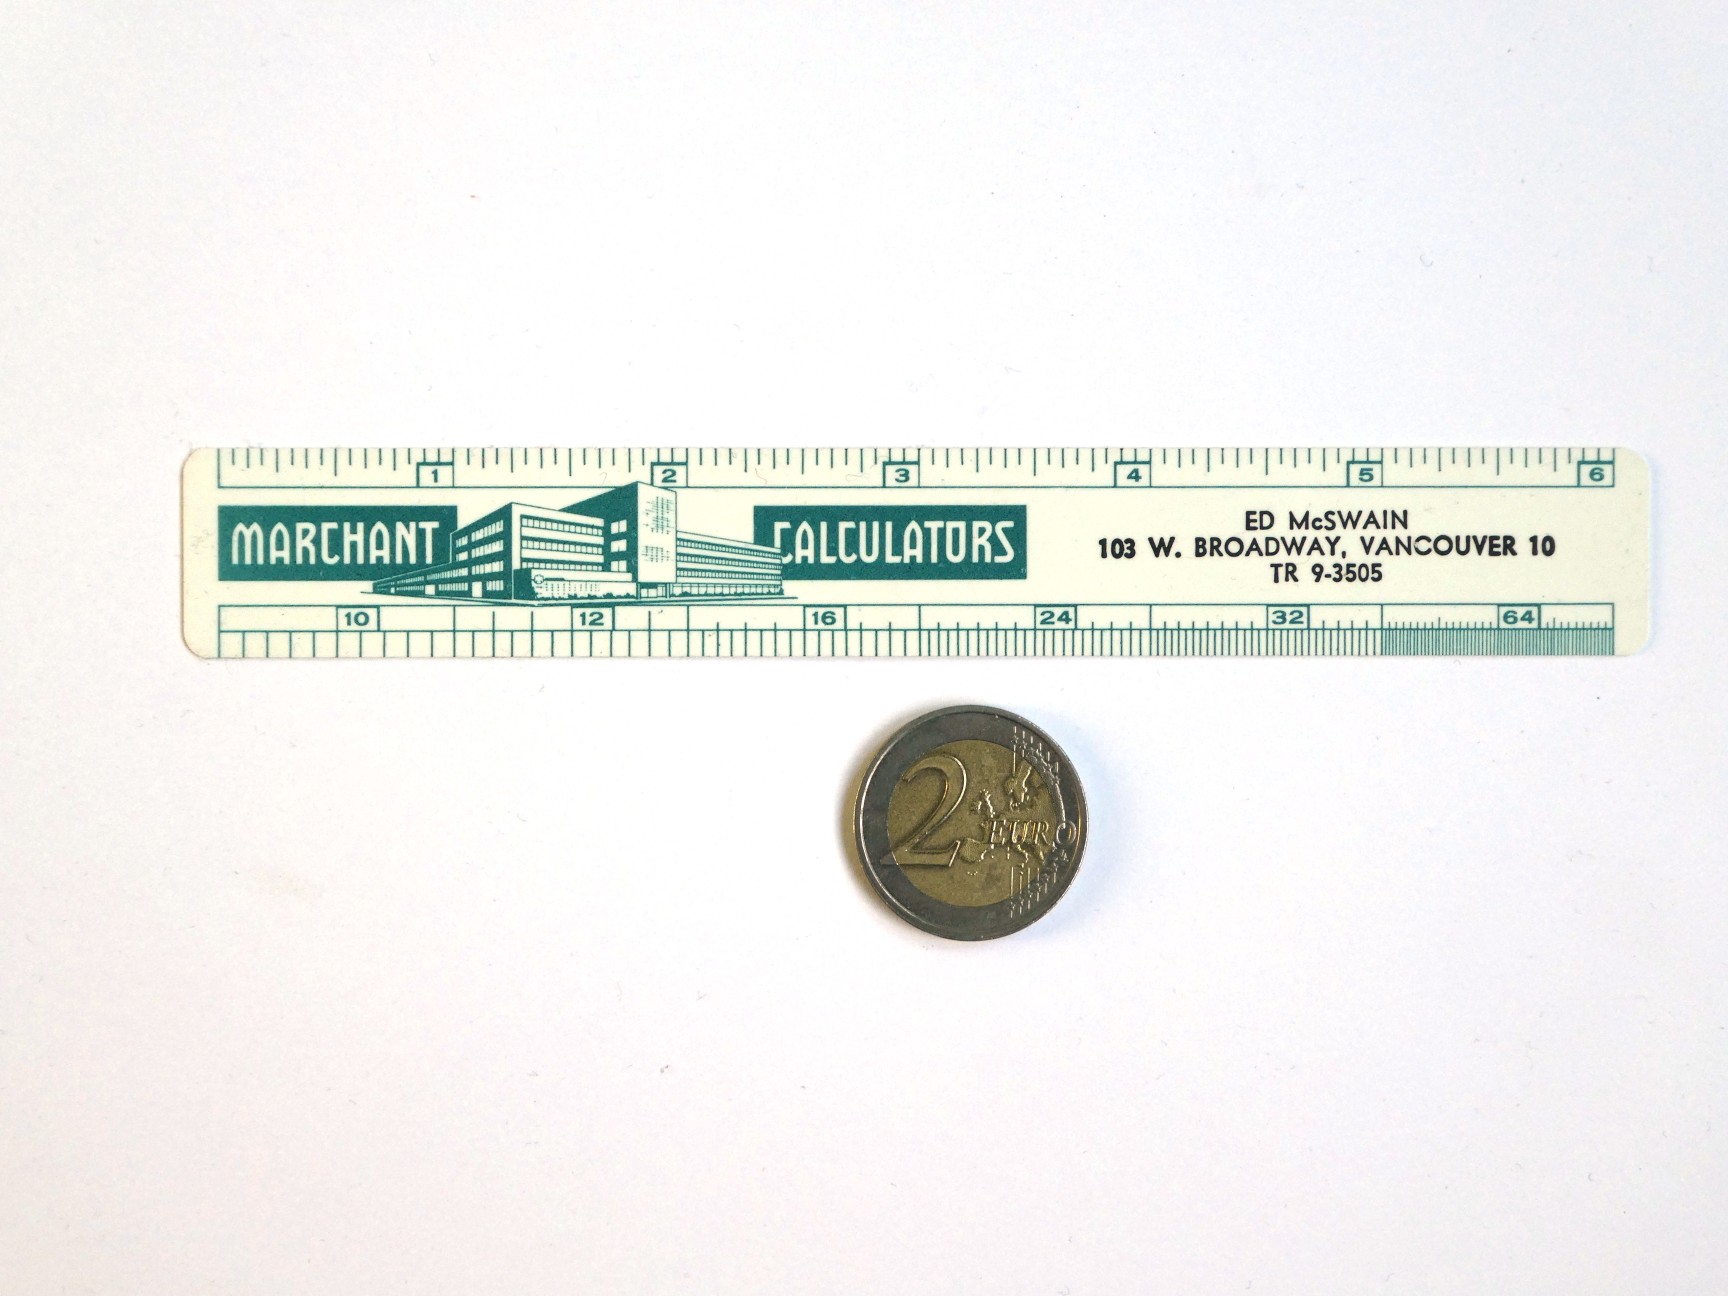 1 2 3 4 5 6
MARCHANT CALCULATORS
ED McSWAIN
103 W. BROADWAY, VANCOUVER 10
TR 9-3505
10 12 16 24 32 64
2 EURO